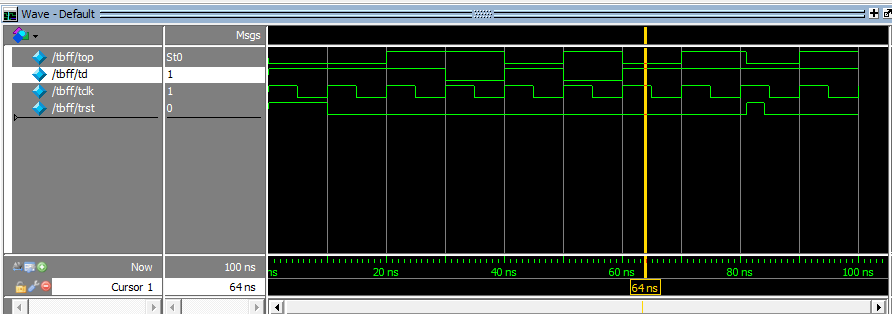 Wave - Default
Msgs
/tbff/top St0
/tbff/td 1
/tbff/tclk 1
/tbff/trst 0
Now 100 ns ns 20 ns 40 ns 60 ns 80 ns 100 ns
Cursor 1 64 ns 64 ns